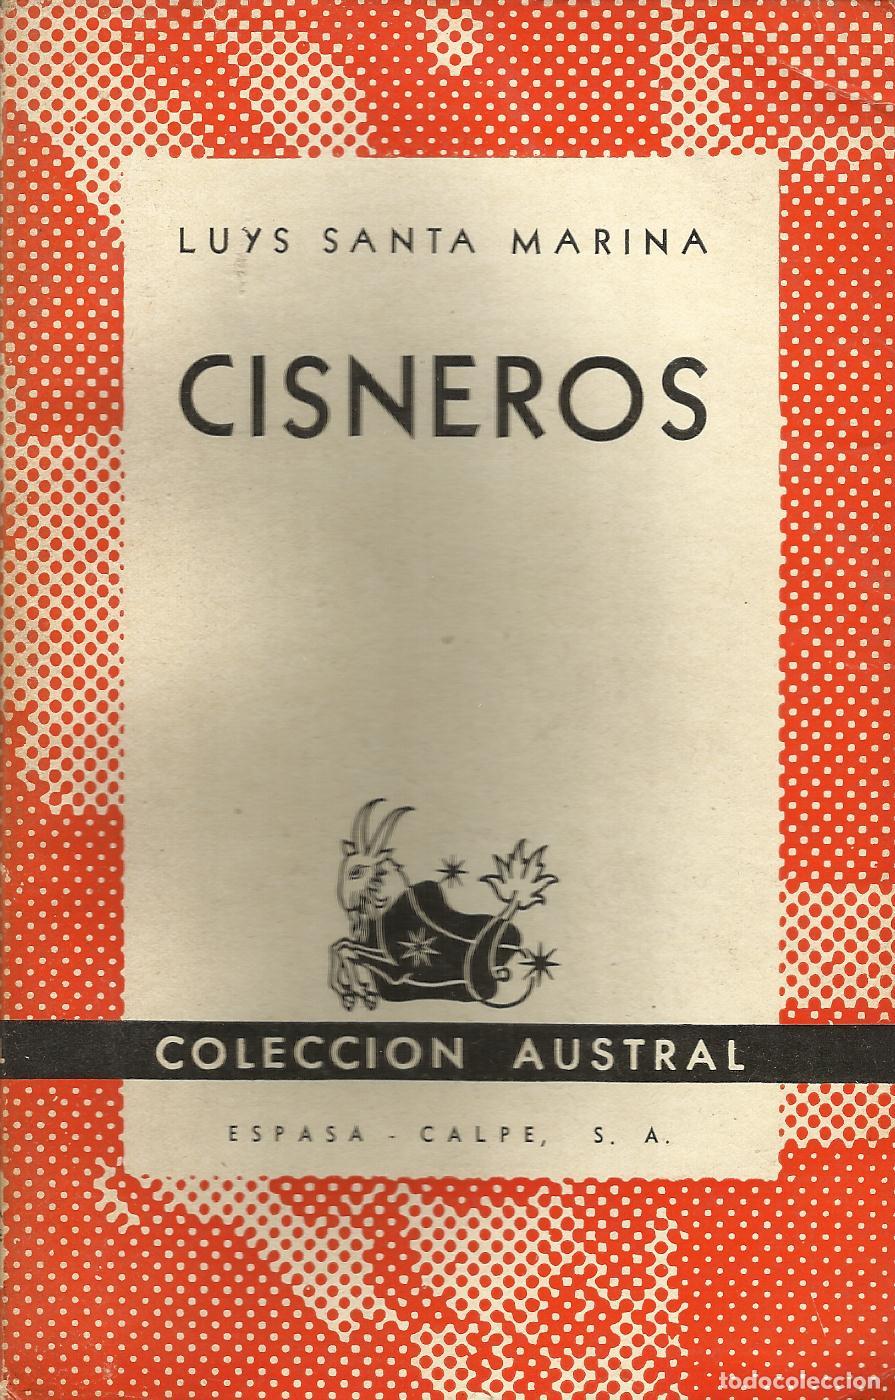 LUYS SANTA MARINA
CISNEROS
COLECCION AUSTRAL
ESPASA - CALPE, S. A.
todocoleccion